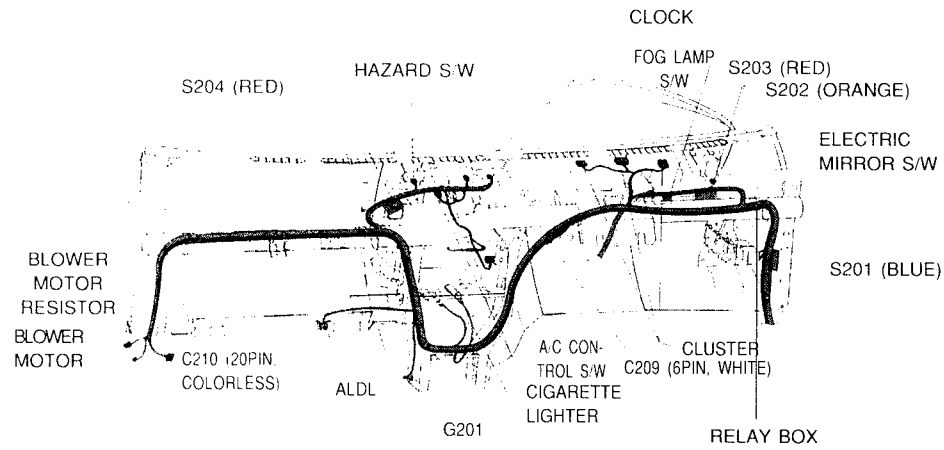 CLOCK
FOG LAMP
S/W
HAZARD S/W
S203 (RED)
S204 (RED)
S202 (ORANGE)
ELECTRIC
MIRROR S/W
BLOWER
MOTOR
RESISTOR
S201 (BLUE)
BLOWER
MOTOR
C210 (20PIN.
COLORLESS)
ALDL
A/C CON-
TROL S/W
CIGARETTE
LIGHTER
CLUSTER
C209 (6PIN, WHITE)
G201
RELAY BOX